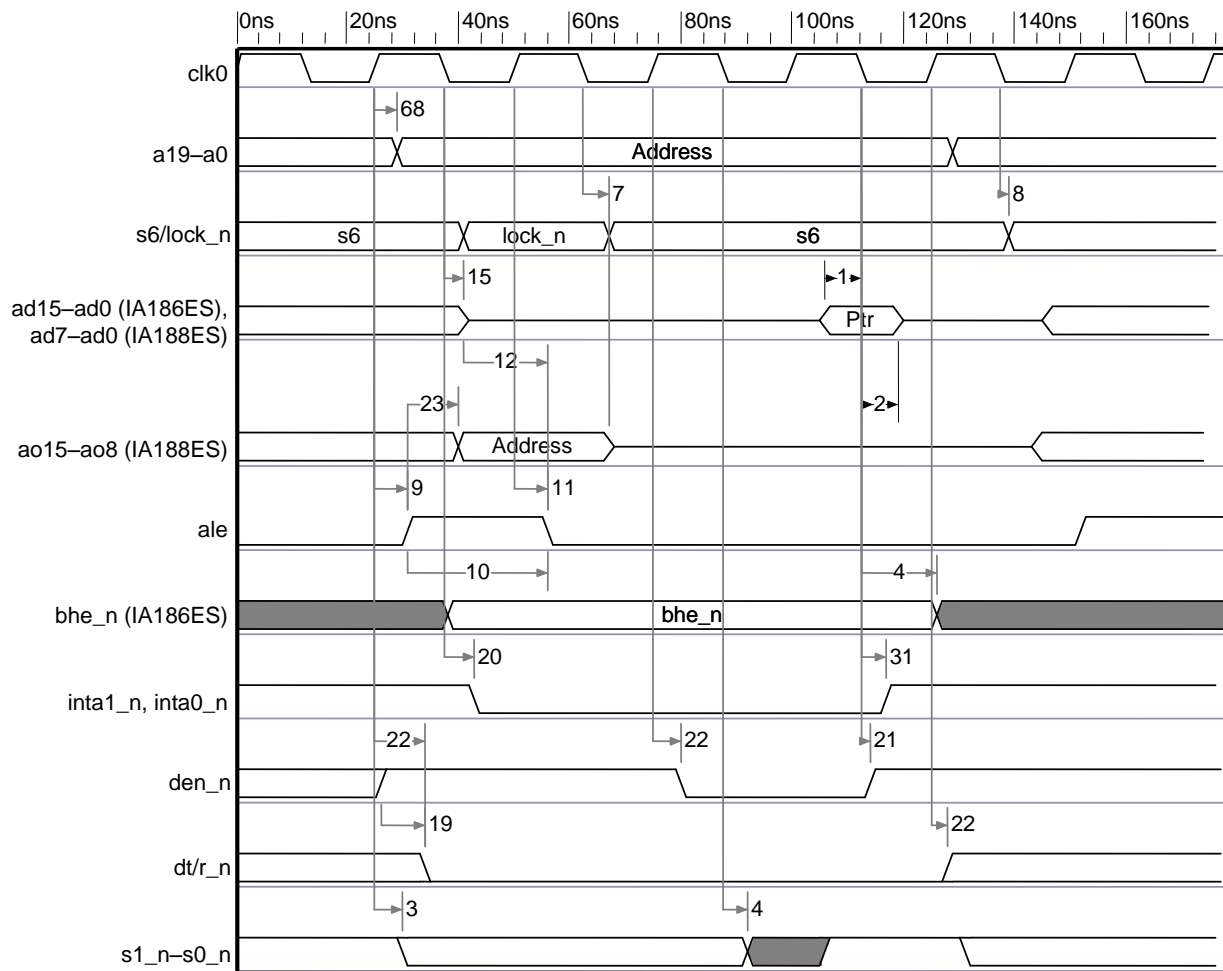 0ns 20ns 40ns 60ns 80ns 100ns 120ns 140ns 160ns
clk0
68
a19–a0 Address
7 8
s6/lock_n s6 lock_n s6
15 1
ad15–ad0 (IA186ES),
ad7–ad0 (IA188ES) Ptr
12
23 2
ao15–ao8 (IA188ES) Address
9 11
ale
10 4
bhe_n (IA186ES) bhe_n
20 31
inta1_n, inta0_n
22 22 21
den_n
19 22
dt/r_n
3 4
s1_n–s0_n